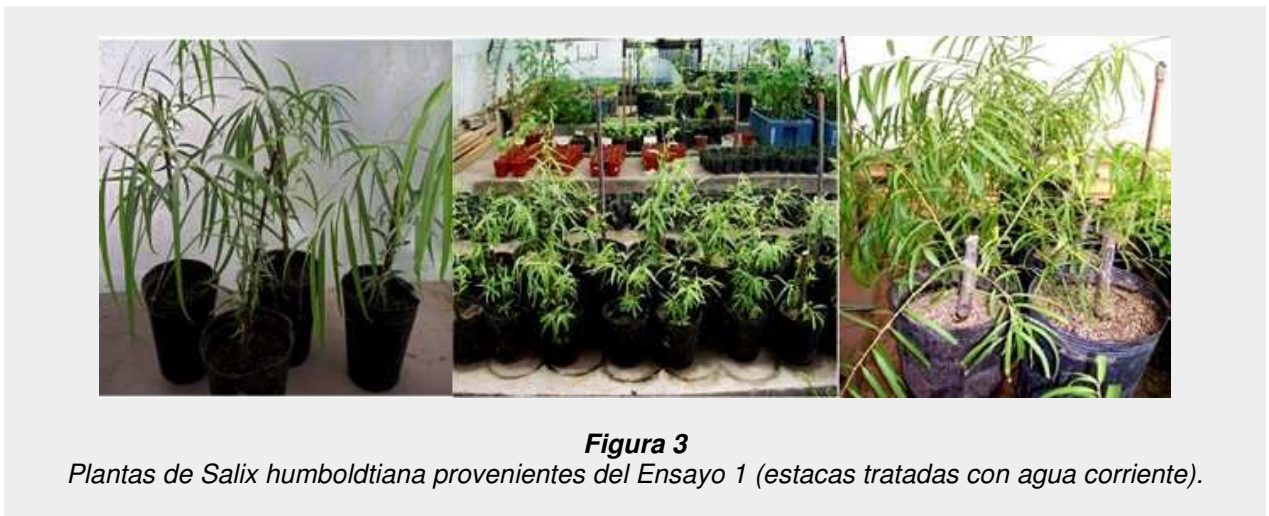 Figura 3
Plantas de Salix humboldtiana provenientes del Ensayo 1 (estacas tratadas con agua corriente).